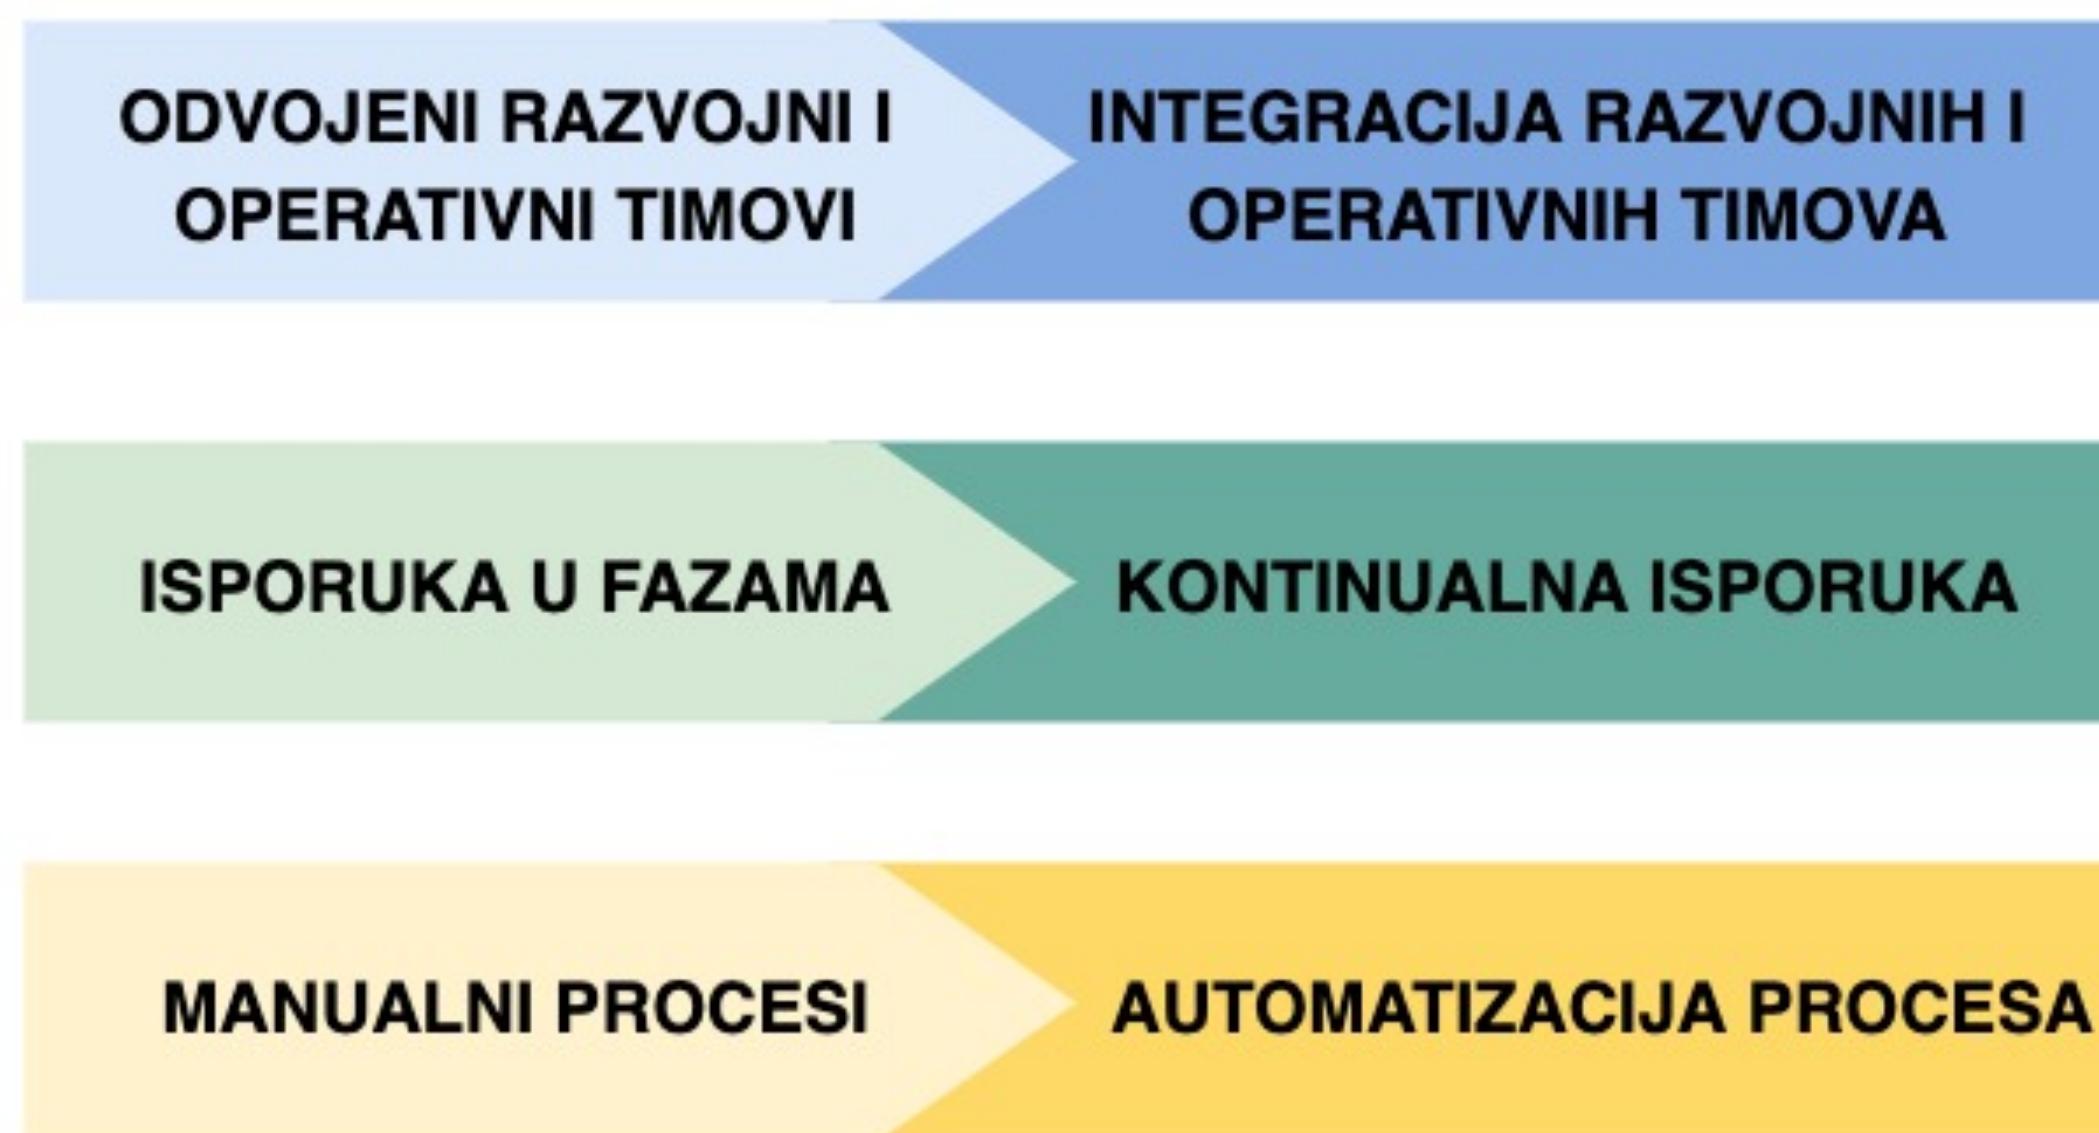 ODVOJENI RAZVOJNI I
OPERATIVNI TIMOVI
INTEGRACIJA RAZVOJNIH I
OPERATIVNIH TIMOVA
ISPORUKA U FAZAMA
KONTINUALNA ISPORUKA
MANUALNI PROCESI
AUTOMATIZACIJA PROCESA